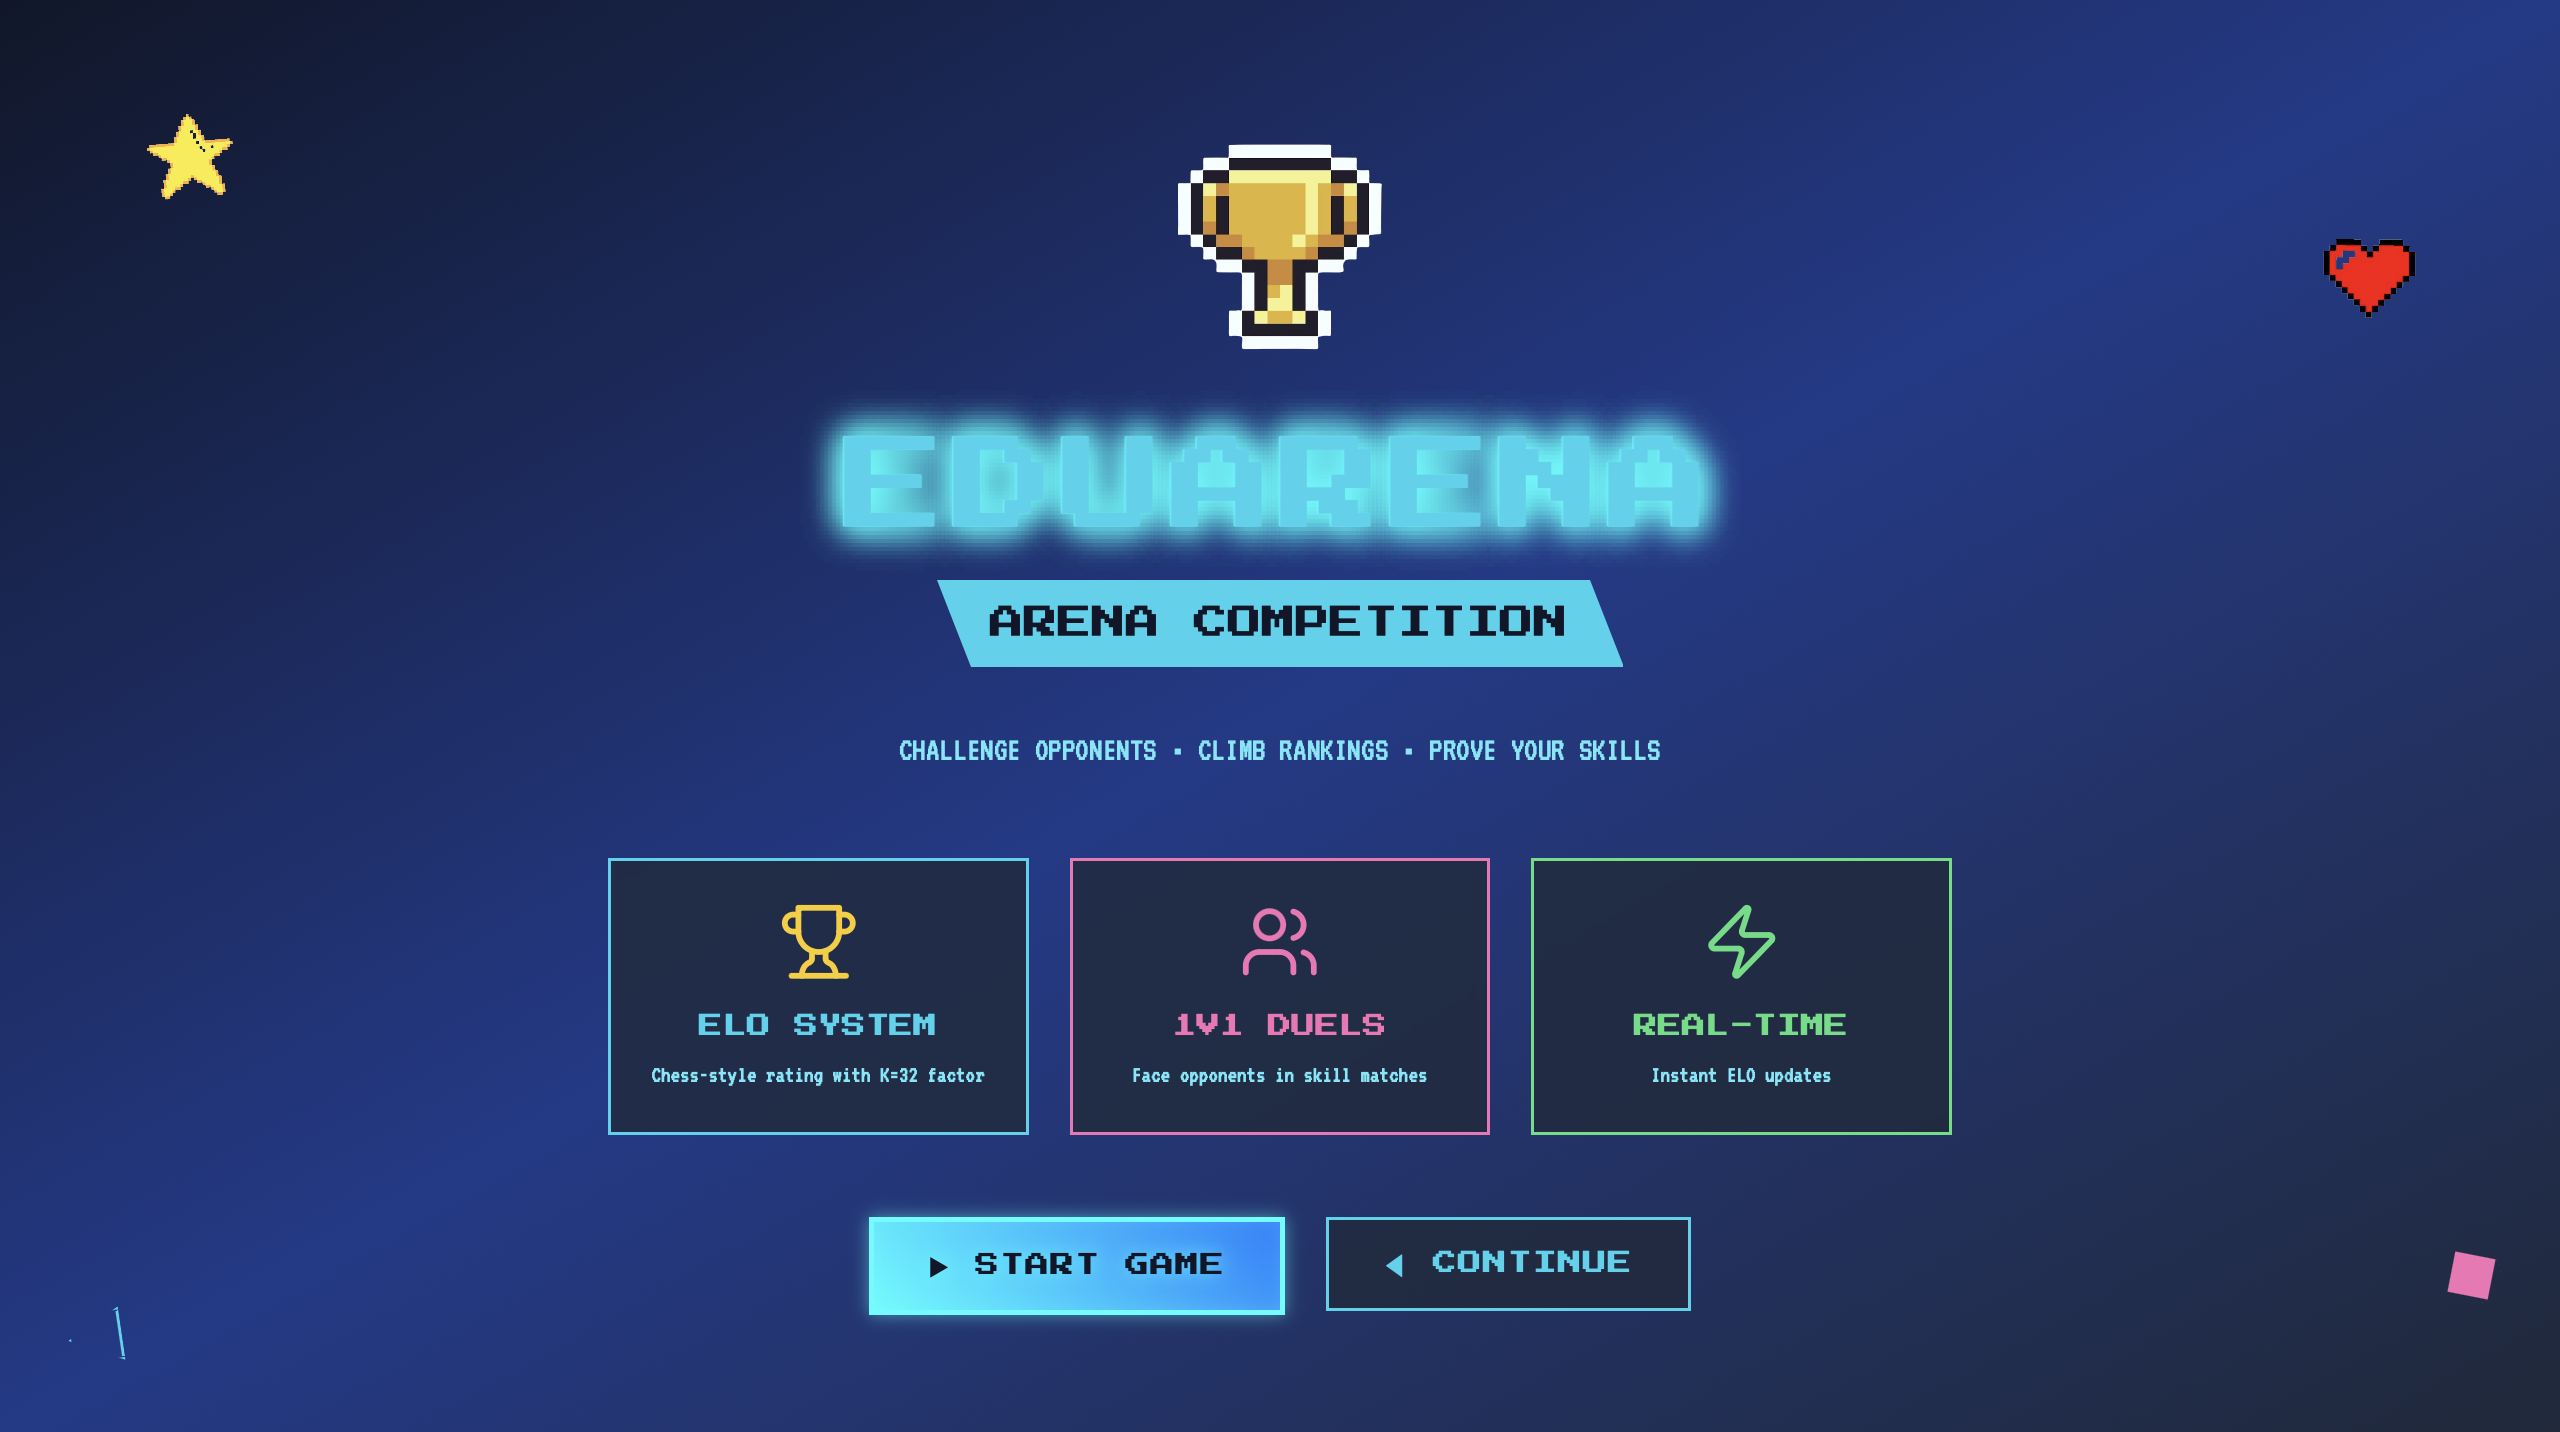 EDUARENA
ARENA COMPETITION
CHALLENGE OPPONENTS · CLIMB RANKINGS · PROVE YOUR SKILLS
ELO SYSTEM
Chess-style rating with K=32 factor
1V1 DUELS
Face opponents in skill matches
REAL-TIME
Instant ELO updates
▶ START GAME
◀ CONTINUE